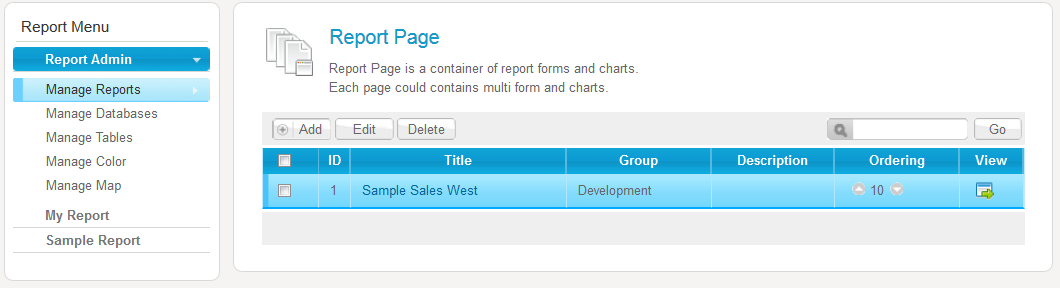 Report Menu
Report Admin
Manage Reports
Manage Databases
Manage Tables
Manage Color
Manage Map
My Report
Sample Report
Report Page
Report Page is a container of report forms and charts.
Each page could contains multi form and charts.
Add Edit Delete Go
ID Title Group Description Ordering View
1 Sample Sales West Development 10